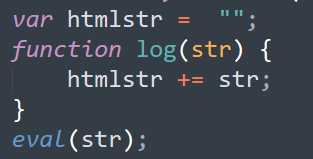 var htmlstr =  "";
function log(str) {
    htmlstr += str;
}
eval(str);